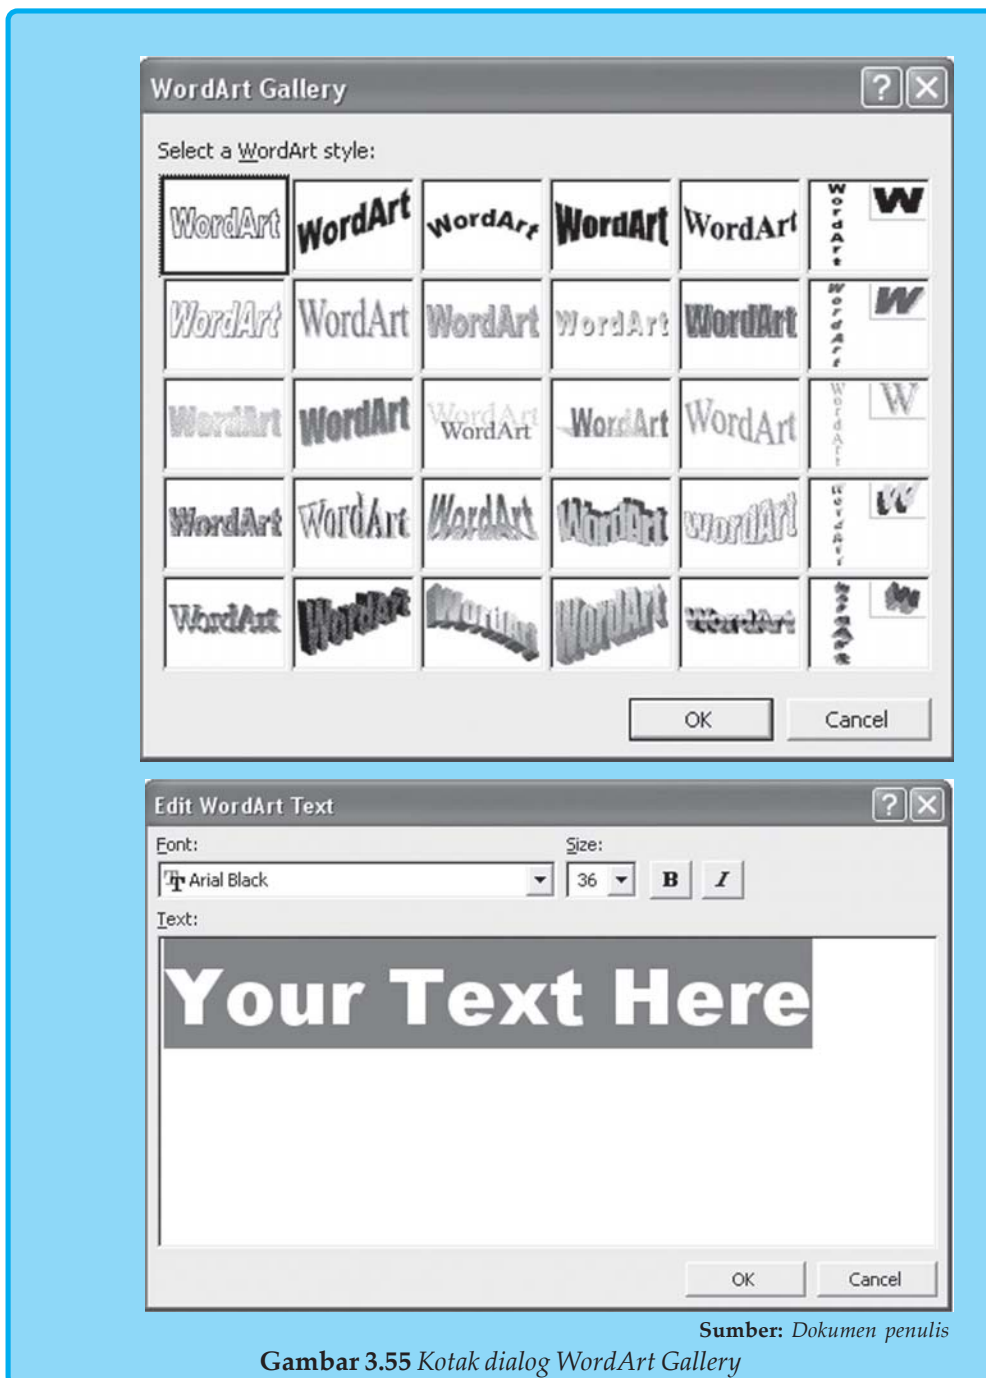 WordArt Gallery
Select a WordArt style:
WordArt WordArt WordArt WordArt WordArt WordArt W
WordArt WordArt WordArt WordArt WordArt WordArt W
WordArt WordArt WordArt WordArt WordArt WordArt WordArt W
WordArt WordArt WordArt WordArt WordArt WordArt W
WordArt WordArt WordArt WordArt WordArt WordArt W
OK Cancel
Edit WordArt Text
Font: Size:
Arial Black 36 B I
Text:
Your Text Here
OK Cancel
Sumber: Dokumen penulis
Gambar 3.55 Kotak dialog WordArt Gallery